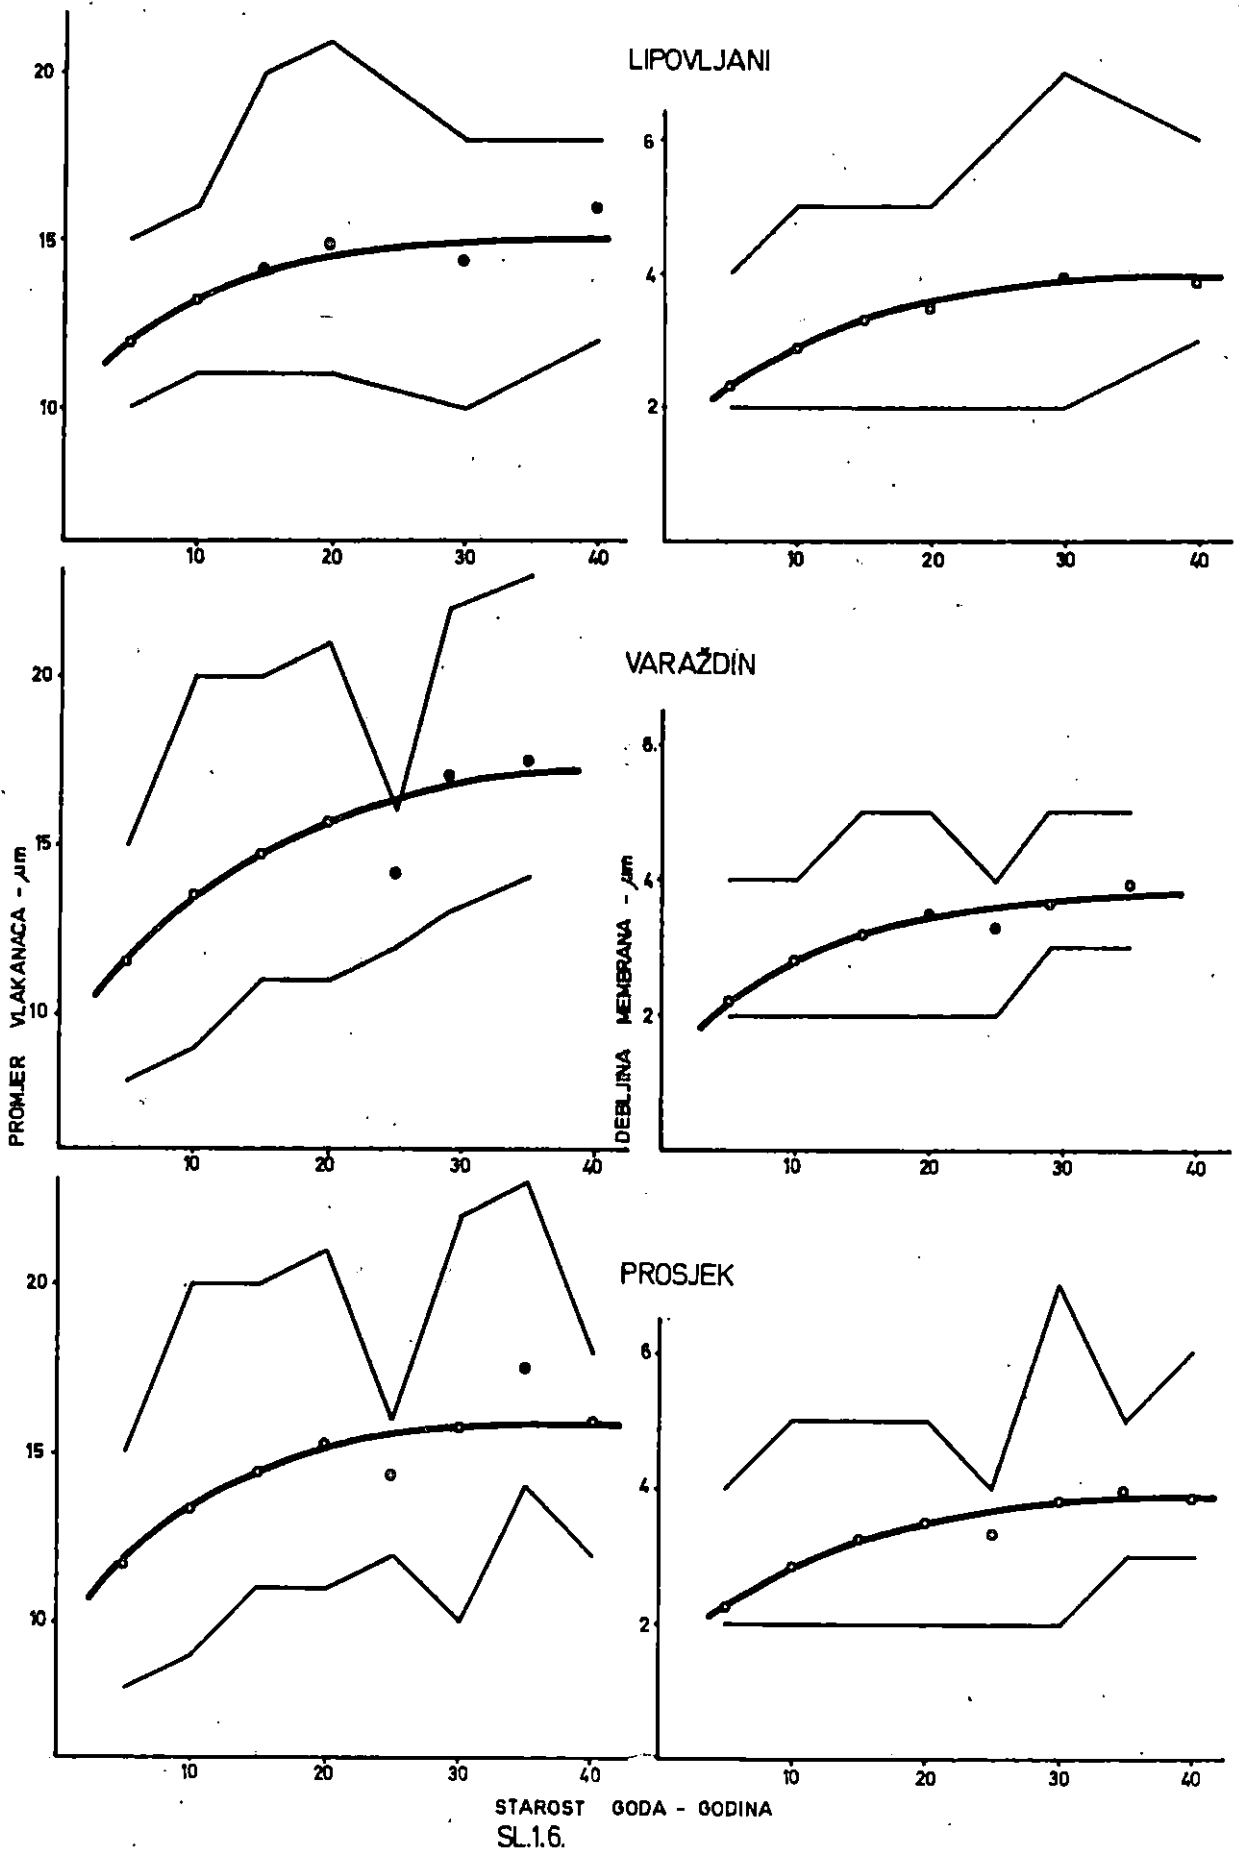 LIPOVLJANI
20
15
10
10 20 30 40
6
4
2
10 20 30 40
VARAŽDIN
PROMJER VLAKANACA - µm
20
15
10
10 20 30 40
DEBLJINA MEMBRANA - µm
6
4
2
10 20 30 40
PROSJEK
20
15
10
10 20 30 40
6
4
2
10 20 30 40
STAROST GODA - GODINA
SL.1.6.